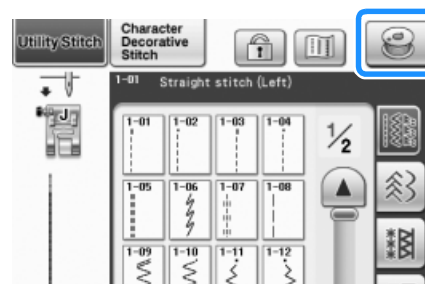 Utility Stitch
Character
Decorative
Stitch
1-01 Straight stitch (Left)
J
1-01 1-02 1-03 1-04
1/2
1-05 1-06 1-07 1-08
1-09 1-10 1-11 1-12